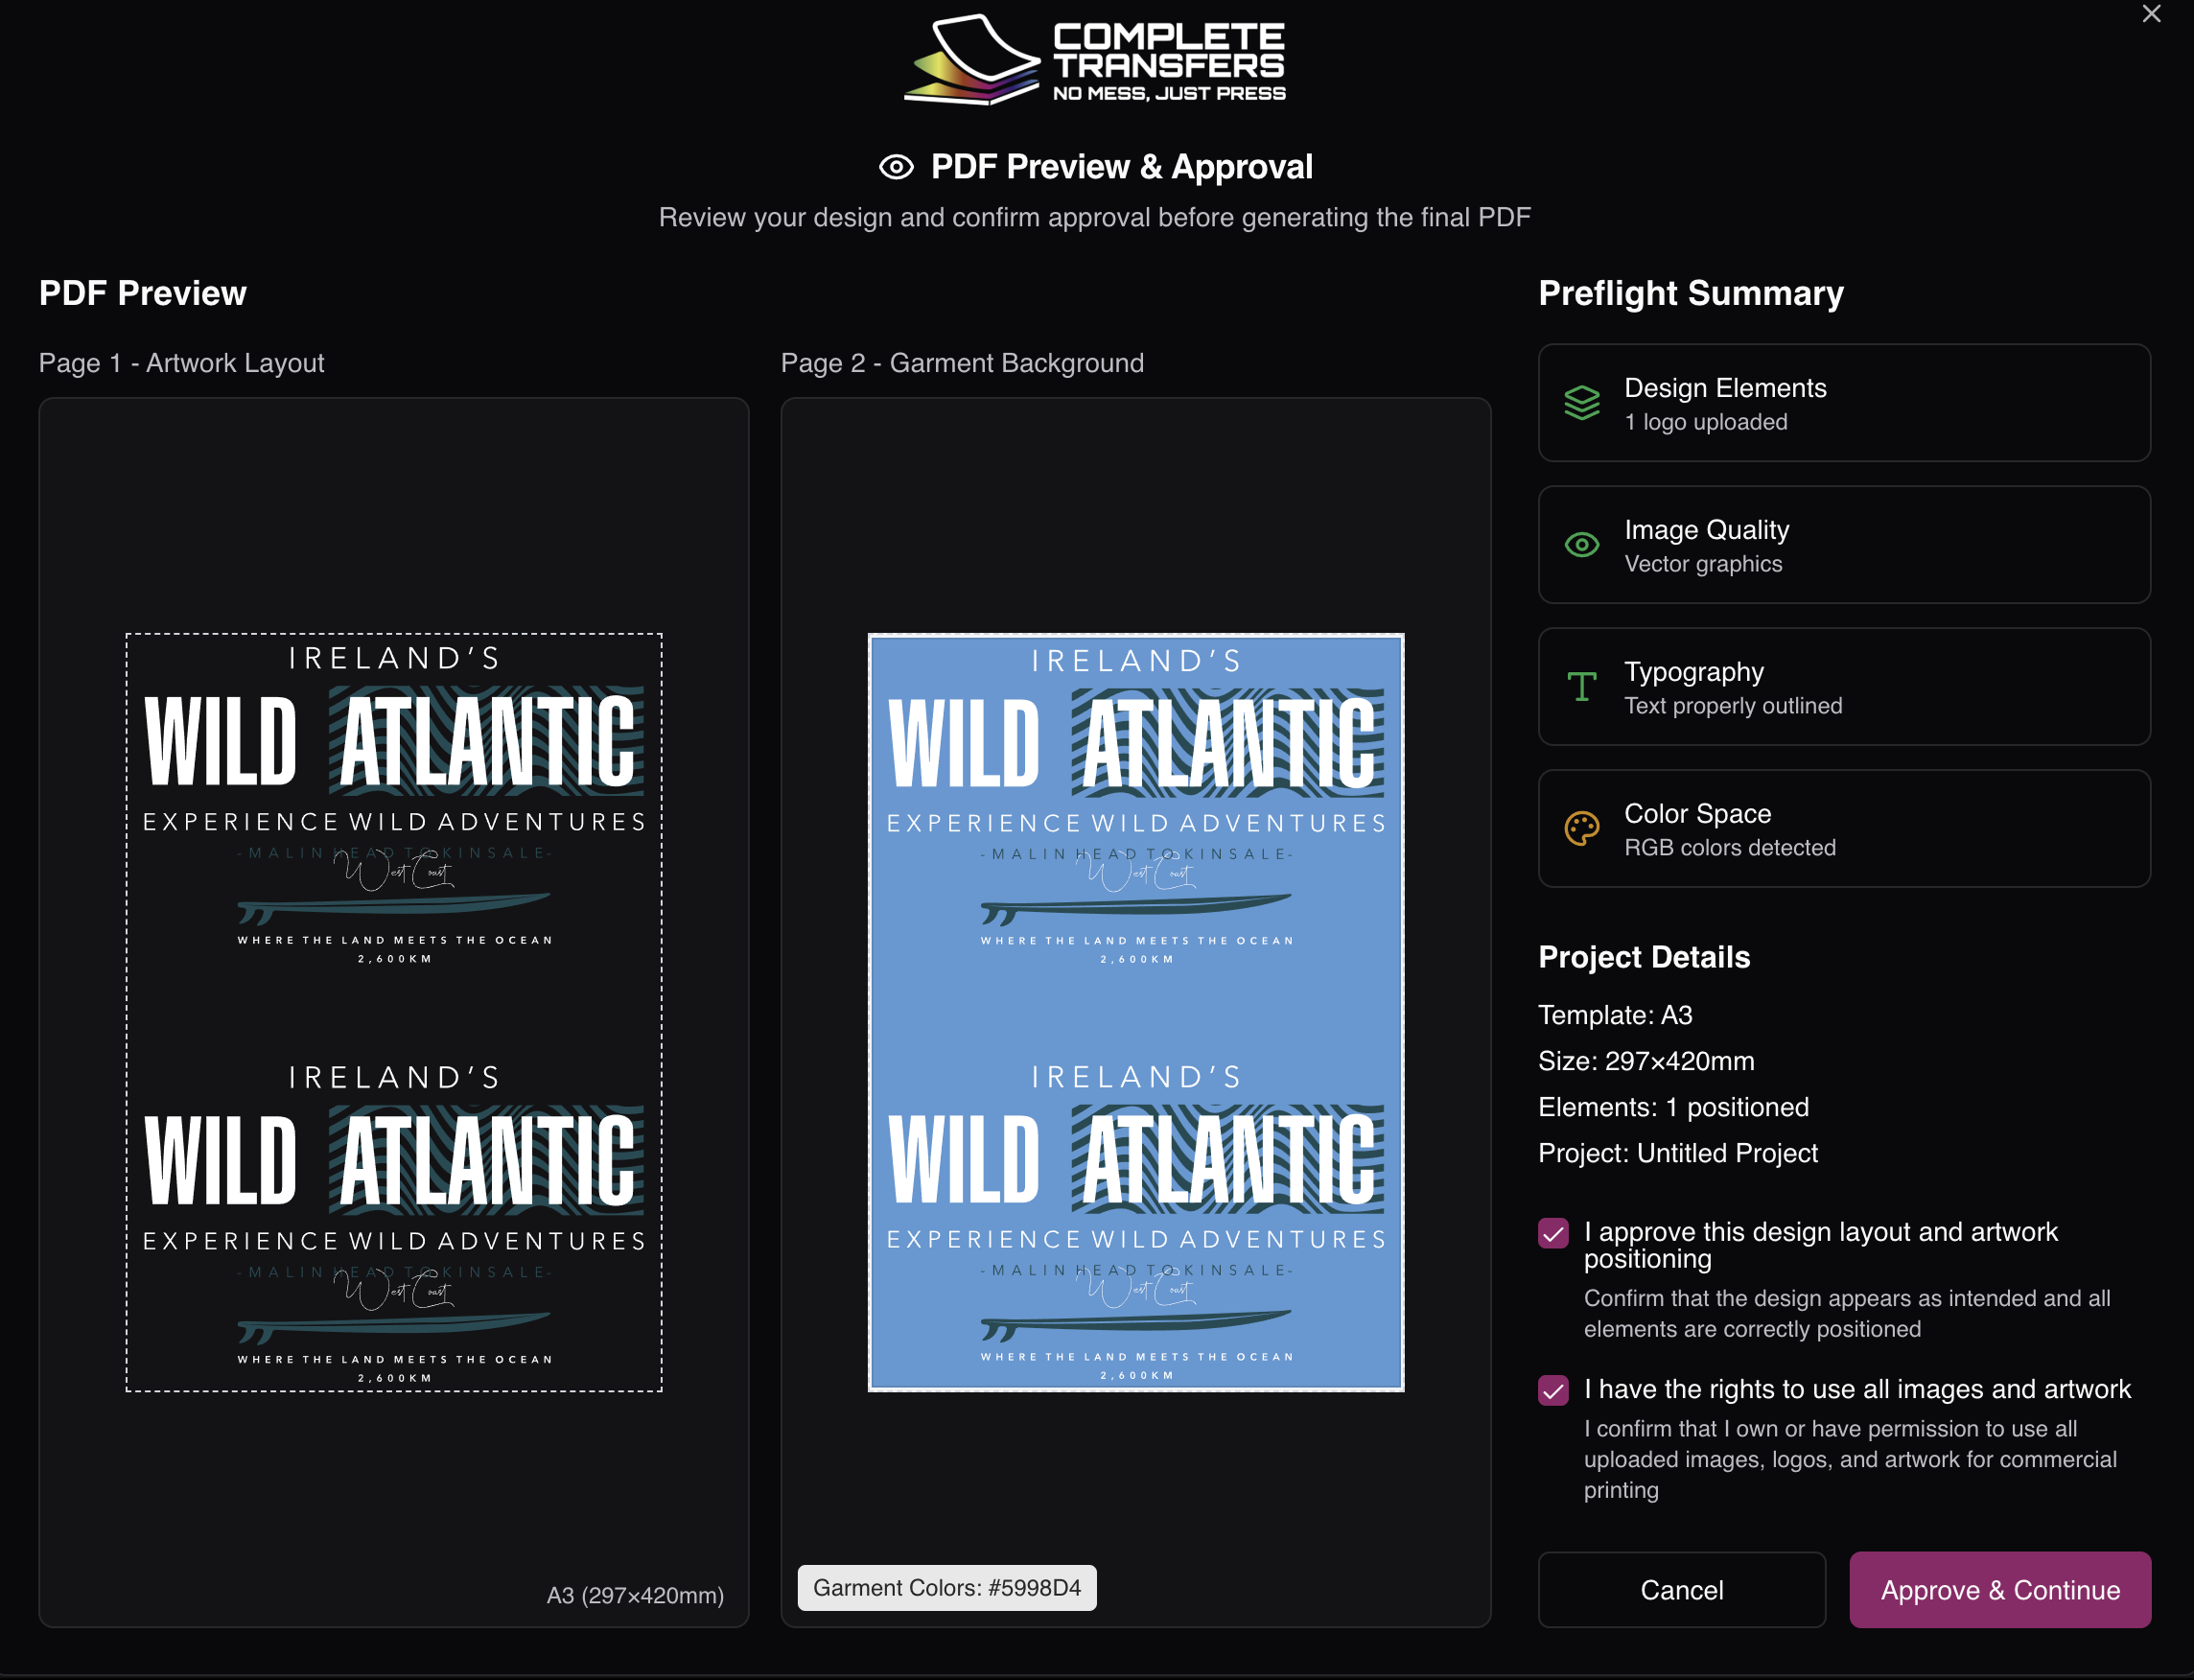 COMPLETE
TRANSFERS
NO MESS, JUST PRESS
PDF Preview & Approval
Review your design and confirm approval before generating the final PDF
PDF Preview
Page 1 - Artwork Layout
IRELAND'S
WILD ATLANTIC
EXPERIENCE WILD ADVENTURES
-MALIN HEAD TO KINSALE-
West Coast
WHERE THE LAND MEETS THE OCEAN
2,600KM
IRELAND'S
WILD ATLANTIC
EXPERIENCE WILD ADVENTURES
-MALIN HEAD TO KINSALE-
West Coast
WHERE THE LAND MEETS THE OCEAN
2,600KM
A3 (297×420mm)
Page 2 - Garment Background
IRELAND'S
WILD ATLANTIC
EXPERIENCE WILD ADVENTURES
-MALIN HEAD TO KINSALE-
West Coast
WHERE THE LAND MEETS THE OCEAN
2,600KM
IRELAND'S
WILD ATLANTIC
EXPERIENCE WILD ADVENTURES
-MALIN HEAD TO KINSALE-
West Coast
WHERE THE LAND MEETS THE OCEAN
2,600KM
Garment Colors: #5998D4
Preflight Summary
Design Elements
1 logo uploaded
Image Quality
Vector graphics
Typography
Text properly outlined
Color Space
RGB colors detected
Project Details
Template: A3
Size: 297×420mm
Elements: 1 positioned
Project: Untitled Project
I approve this design layout and artwork
positioning
Confirm that the design appears as intended and all
elements are correctly positioned
I have the rights to use all images and artwork
I confirm that I own or have permission to use all
uploaded images, logos, and artwork for commercial
printing
Cancel
Approve & Continue